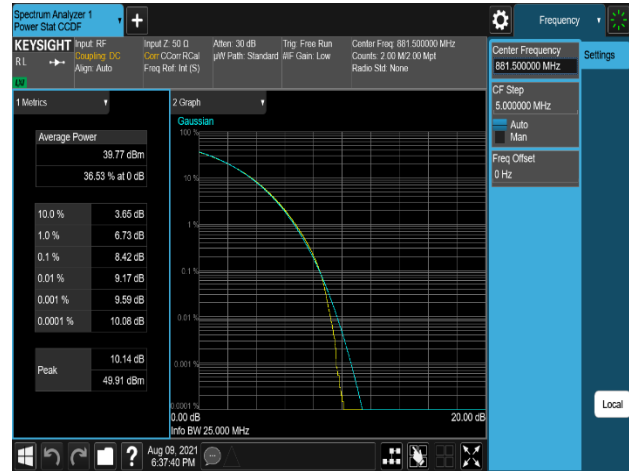 Spectrum Analyzer 1
Power Stat CCDF
Frequency
KEYSIGHT
RL
Input: RF
Coupling: DC
Align: Auto
Input Z: 50 Ω
Corr CCorr RCal
Freq Ref: Int (S)
Atten: 30 dB
µW Path: Standard
Trig: Free Run
#IF Gain: Low
Center Freq: 881.500000 MHz
Counts: 2.00 M/2.00 Mpt
Radio Std: None
Center Frequency
881.500000 MHz
Settings
CF Step
5.000000 MHz
Auto
Man
Freq Offset
0 Hz
1 Metrics
2 Graph
Average Power
39.77 dBm
36.53 % at 0 dB
10.0 % 3.65 dB
1.0 % 6.73 dB
0.1 % 8.42 dB
0.01 % 9.17 dB
0.001 % 9.59 dB
0.0001 % 10.08 dB
Peak
10.14 dB
49.91 dBm
Gaussian
100 %
10 %
1 %
0.1 %
0.01 %
0.001 %
0.0001 %
0.00 dB
20.00 dB
Info BW 25.000 MHz
Local
?
Aug 09, 2021
6:37:40 PM